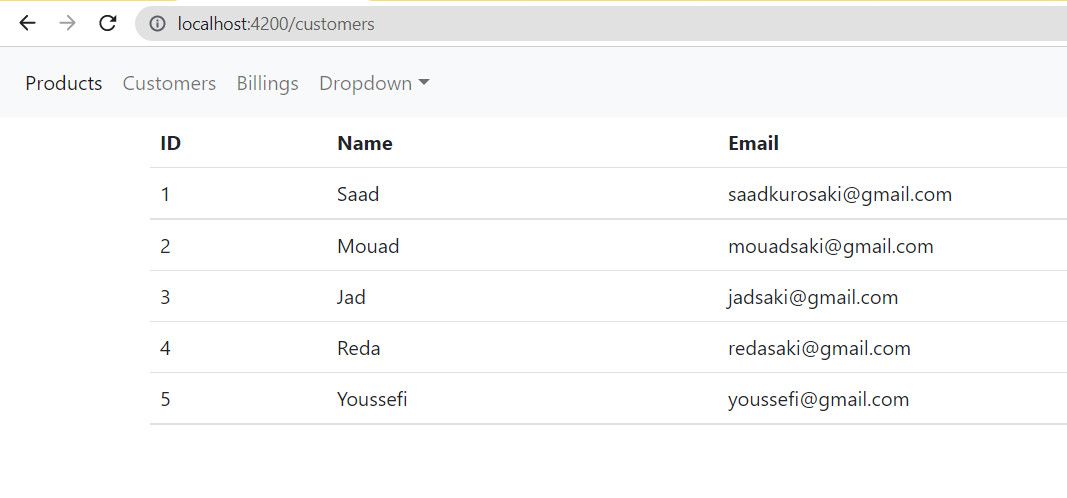 localhost:4200/customers
Products Customers Billings Dropdown
ID Name Email
1 Saad saadkurosaki@gmail.com
2 Mouad mouadsaki@gmail.com
3 Jad jadsaki@gmail.com
4 Reda redasaki@gmail.com
5 Youssefi youssefi@gmail.com